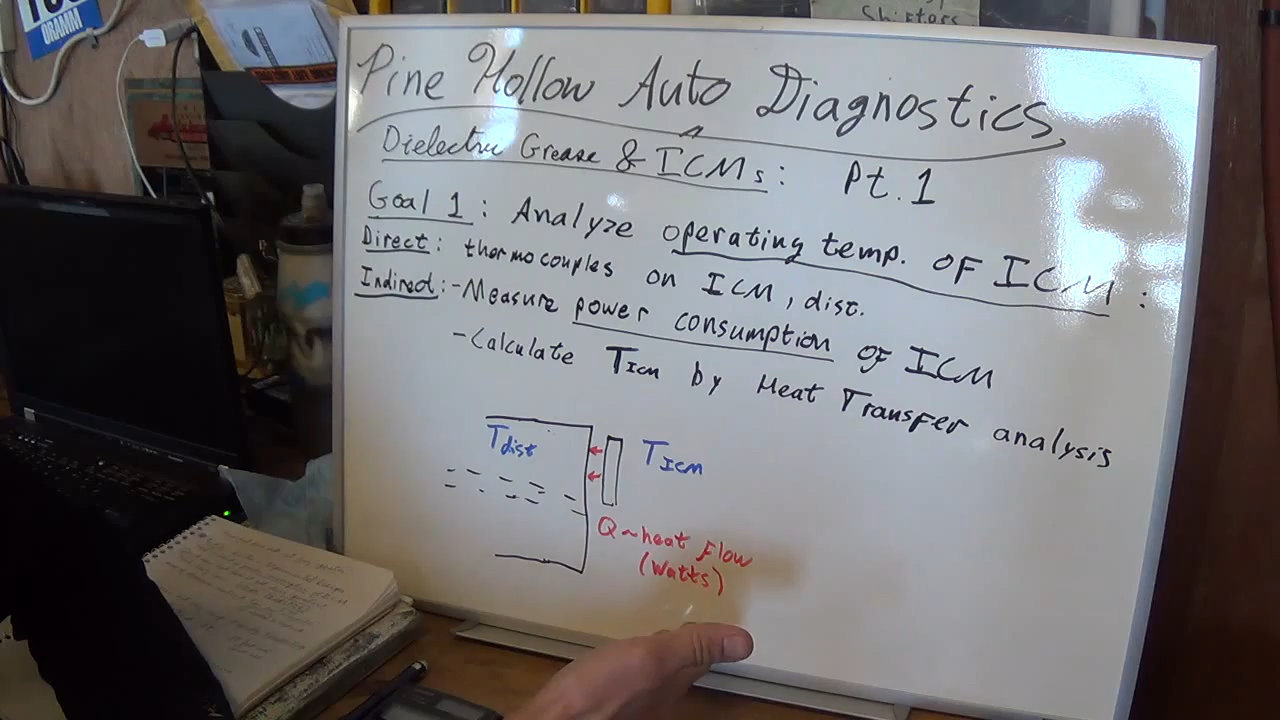 Shifters
DRAMM
Pine Hollow Auto Diagnostics
Dielectric Grease & ICMs: Pt.1
Goal 1: Analyze operating temp. of ICM:
Direct: thermocouples on ICM, dist.
Indirect: -Measure power consumption of ICM
-Calculate TICM by Heat Transfer analysis
Tdist
TICM
Q~heat flow
(Watts)